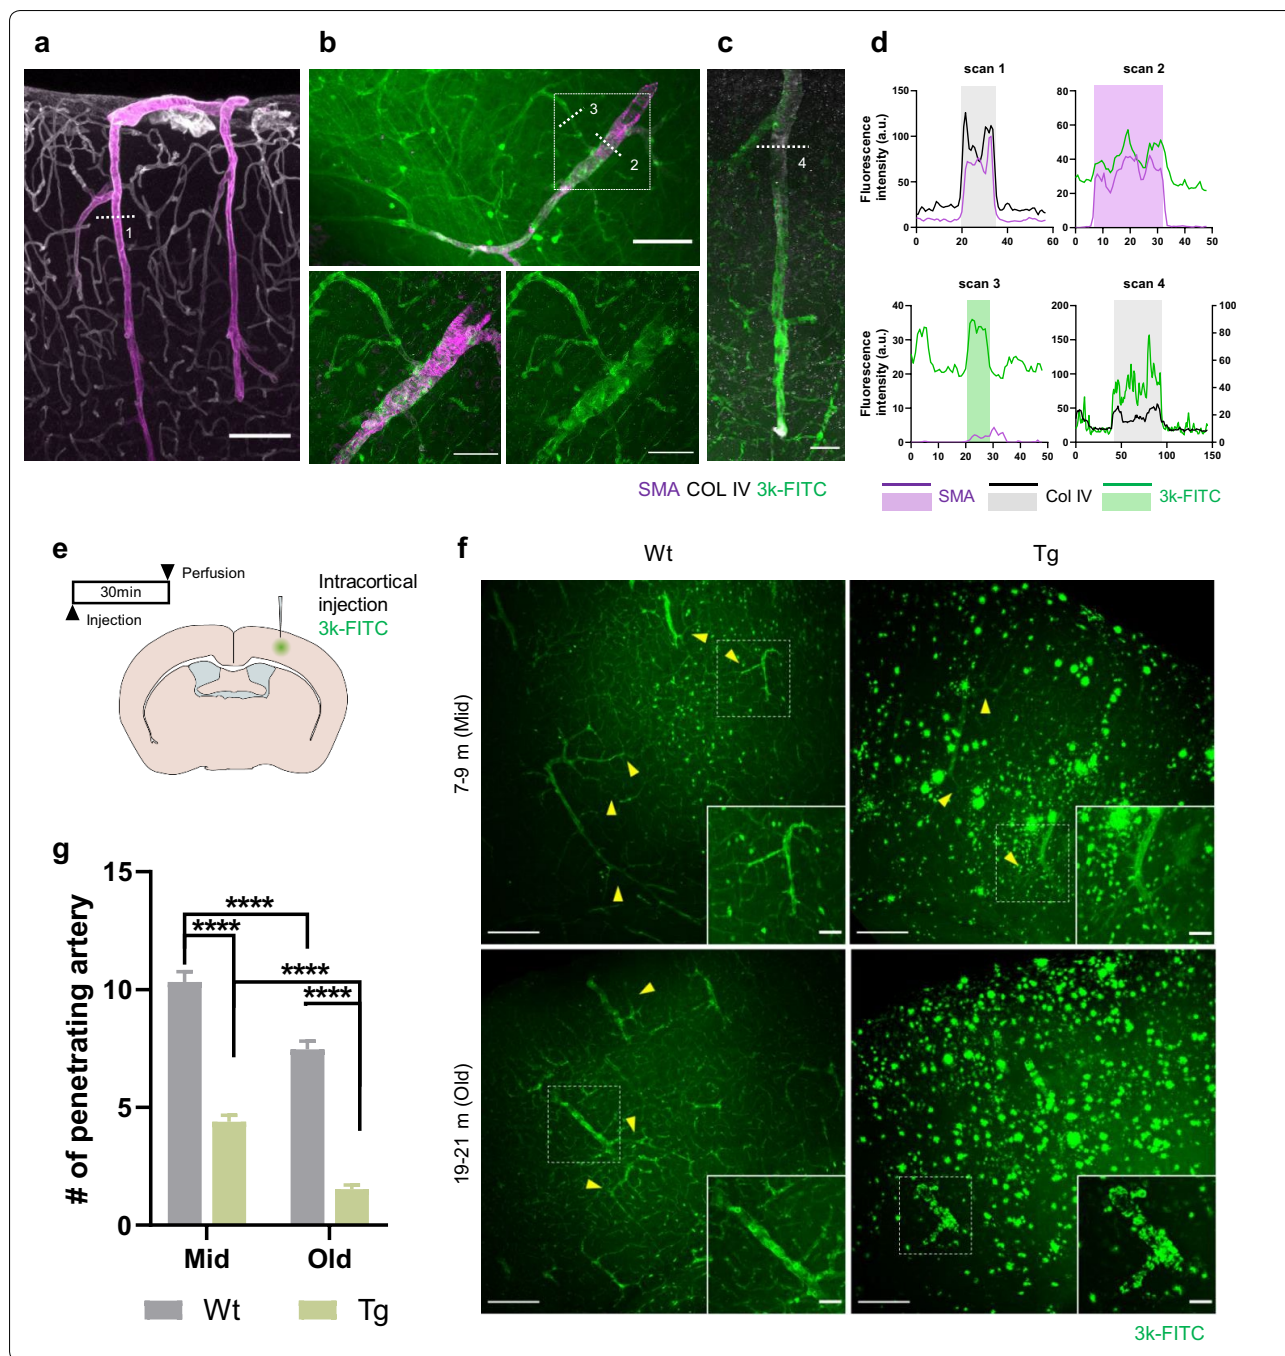 a
b
c
d
1
3
2
4
scan 1
scan 2
Fluorescence
intensity (a.u.)
150
100
50
0
0 20 40 60
80
60
40
20
0
0 10 20 30 40 50
scan 3
scan 4
Fluorescence
intensity (a.u.)
40
30
20
10
0
0 10 20 30 40 50
200
150
100
50
0
100
80
60
40
20
0
0 50 100 150
SMA COL IV 3k-FITC
SMA Col IV 3k-FITC
e
30min
Perfusion
Injection
Intracortical
injection
3k-FITC
f
Wt Tg
7-9 m (Mid)
19-21 m (Old)
3k-FITC
g
# of penetrating artery
15
10
5
0
****
****
****
****
Mid Old
Wt Tg